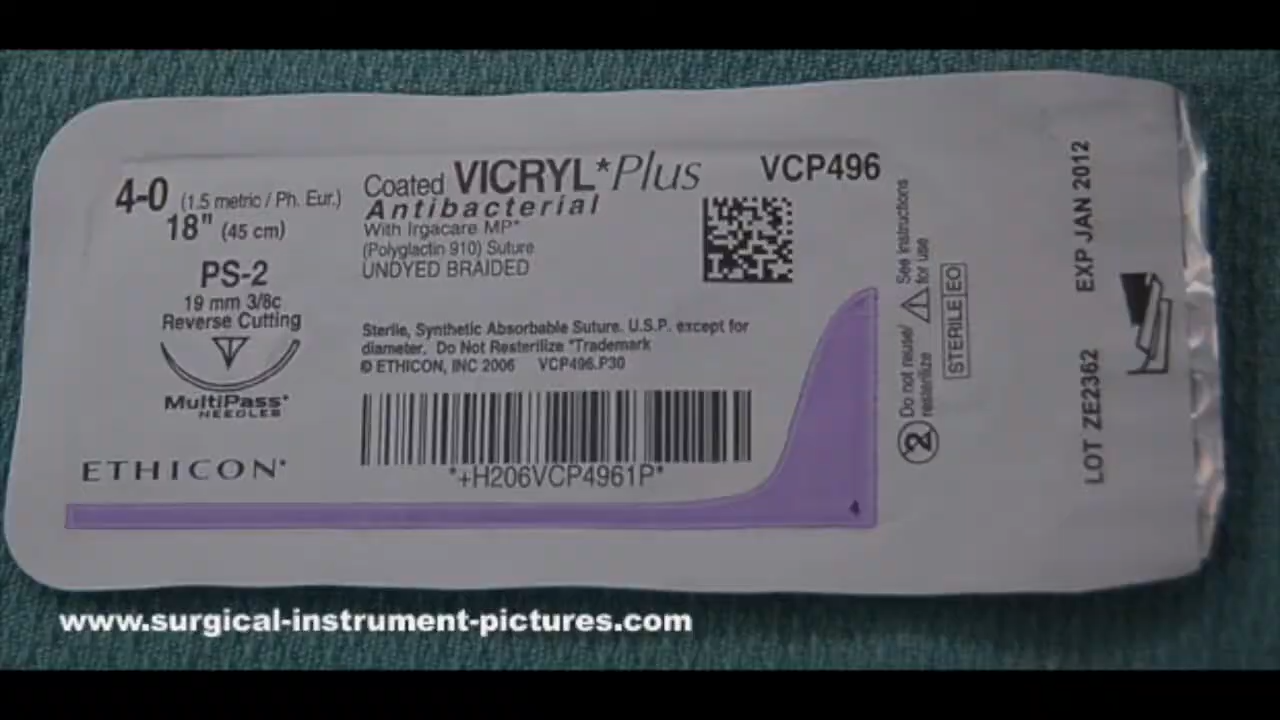 4-0 (1.5 metric / Ph. Eur.)
18" (45 cm)
PS-2
19 mm 3/8c
Reverse Cutting
MultiPass*
NEEDLES
ETHICON*
Coated VICRYL*Plus
Antibacterial
With Irgacare MP*
(Polyglactin 910) Suture
UNDYED BRAIDED
VCP496
Sterile, Synthetic Absorbable Suture. U.S.P. except for
diameter. Do Not Resterilize *Trademark
© ETHICON, INC 2006 VCP496.P30
*+H206VCP4961P*
4
2 Do not reuse/
resterilize
See instructions
for use
STERILE EO
LOT ZE2362 EXP JAN 2012
www.surgical-instrument-pictures.com